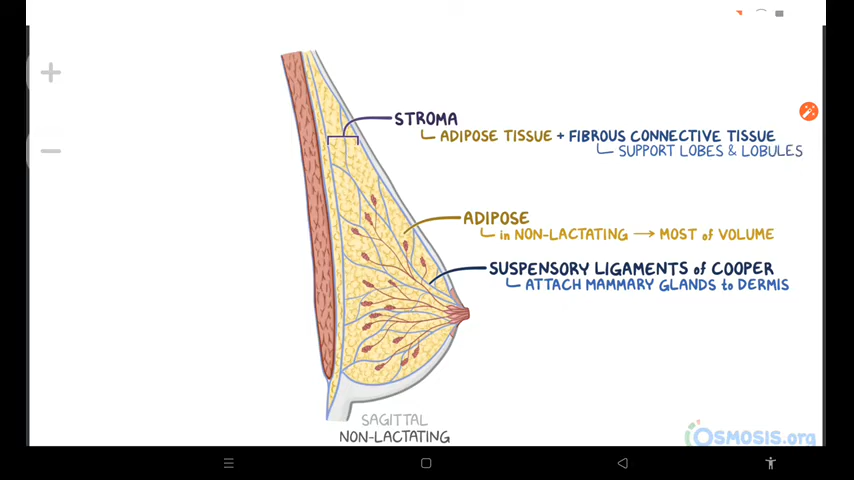 STROMA
ADIPOSE TISSUE + FIBROUS CONNECTIVE TISSUE
SUPPORT LOBES & LOBULES
ADIPOSE
in NON-LACTATING → MOST of VOLUME
SUSPENSORY LIGAMENTS of COOPER
ATTACH MAMMARY GLANDS to DERMIS
SAGITTAL
NON-LACTATING
OSMOSIS.org